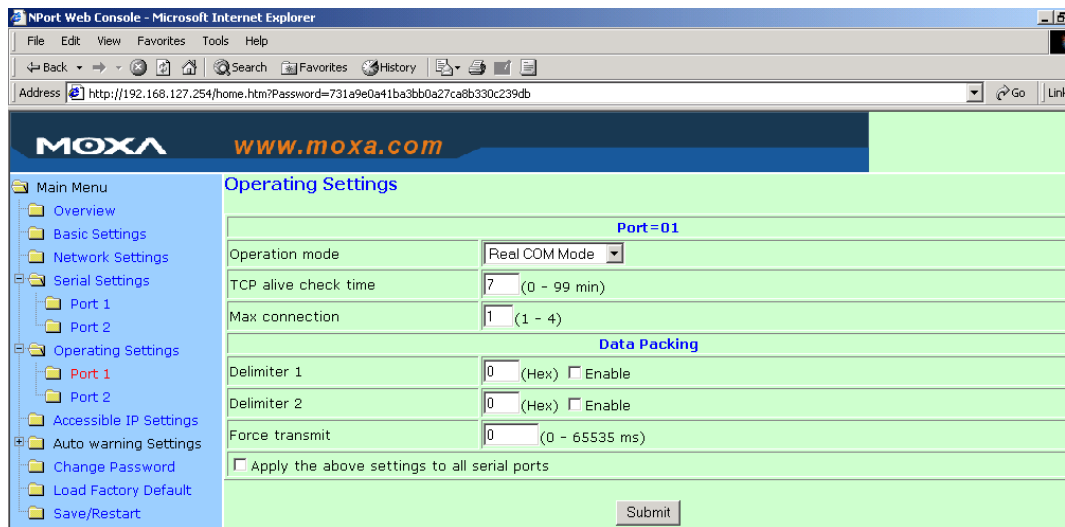 NPort Web Console - Microsoft Internet Explorer
File Edit View Favorites Tools Help
Back Search Favorites History
Address http://192.168.127.254/home.htm?Password=731a9e0a41ba3bb0a27ca8b330c239db Go
MOXA www.moxa.com
Main Menu
Overview
Basic Settings
Network Settings
Serial Settings
Port 1
Port 2
Operating Settings
Port 1
Port 2
Accessible IP Settings
Auto warning Settings
Change Password
Load Factory Default
Save/Restart
Operating Settings
Port=01
Operation mode Real COM Mode
TCP alive check time 7 (0 - 99 min)
Max connection 1 (1 - 4)
Data Packing
Delimiter 1 0 (Hex) Enable
Delimiter 2 0 (Hex) Enable
Force transmit 0 (0 - 65535 ms)
Apply the above settings to all serial ports
Submit